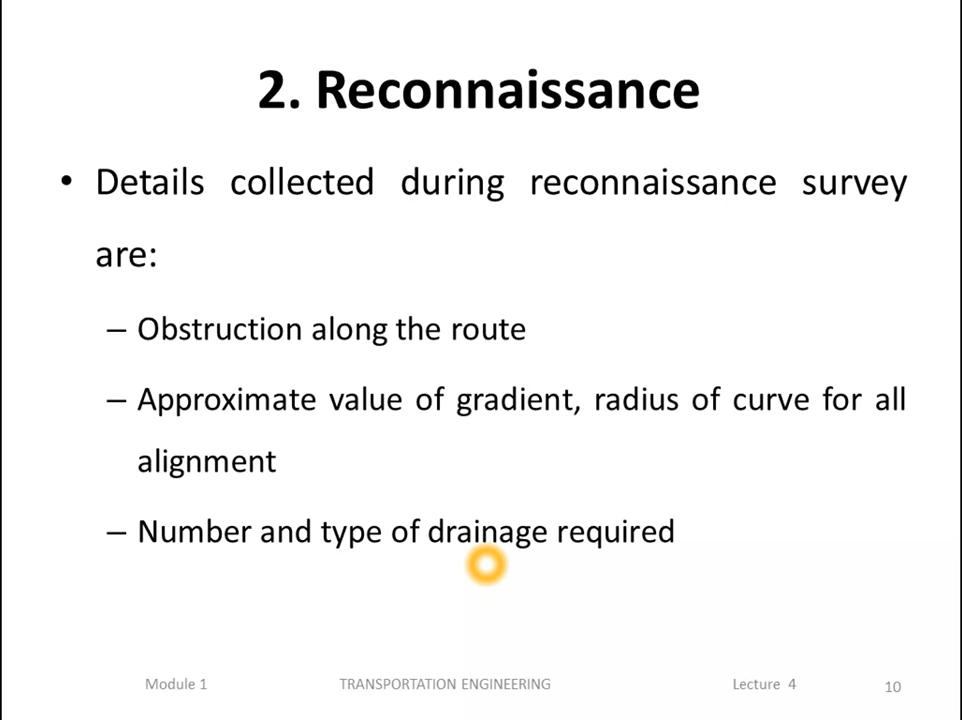 2. Reconnaissance
• Details collected during reconnaissance survey
are:
– Obstruction along the route
– Approximate value of gradient, radius of curve for all
alignment
– Number and type of drainage required
Module 1 TRANSPORTATION ENGINEERING Lecture 4 10